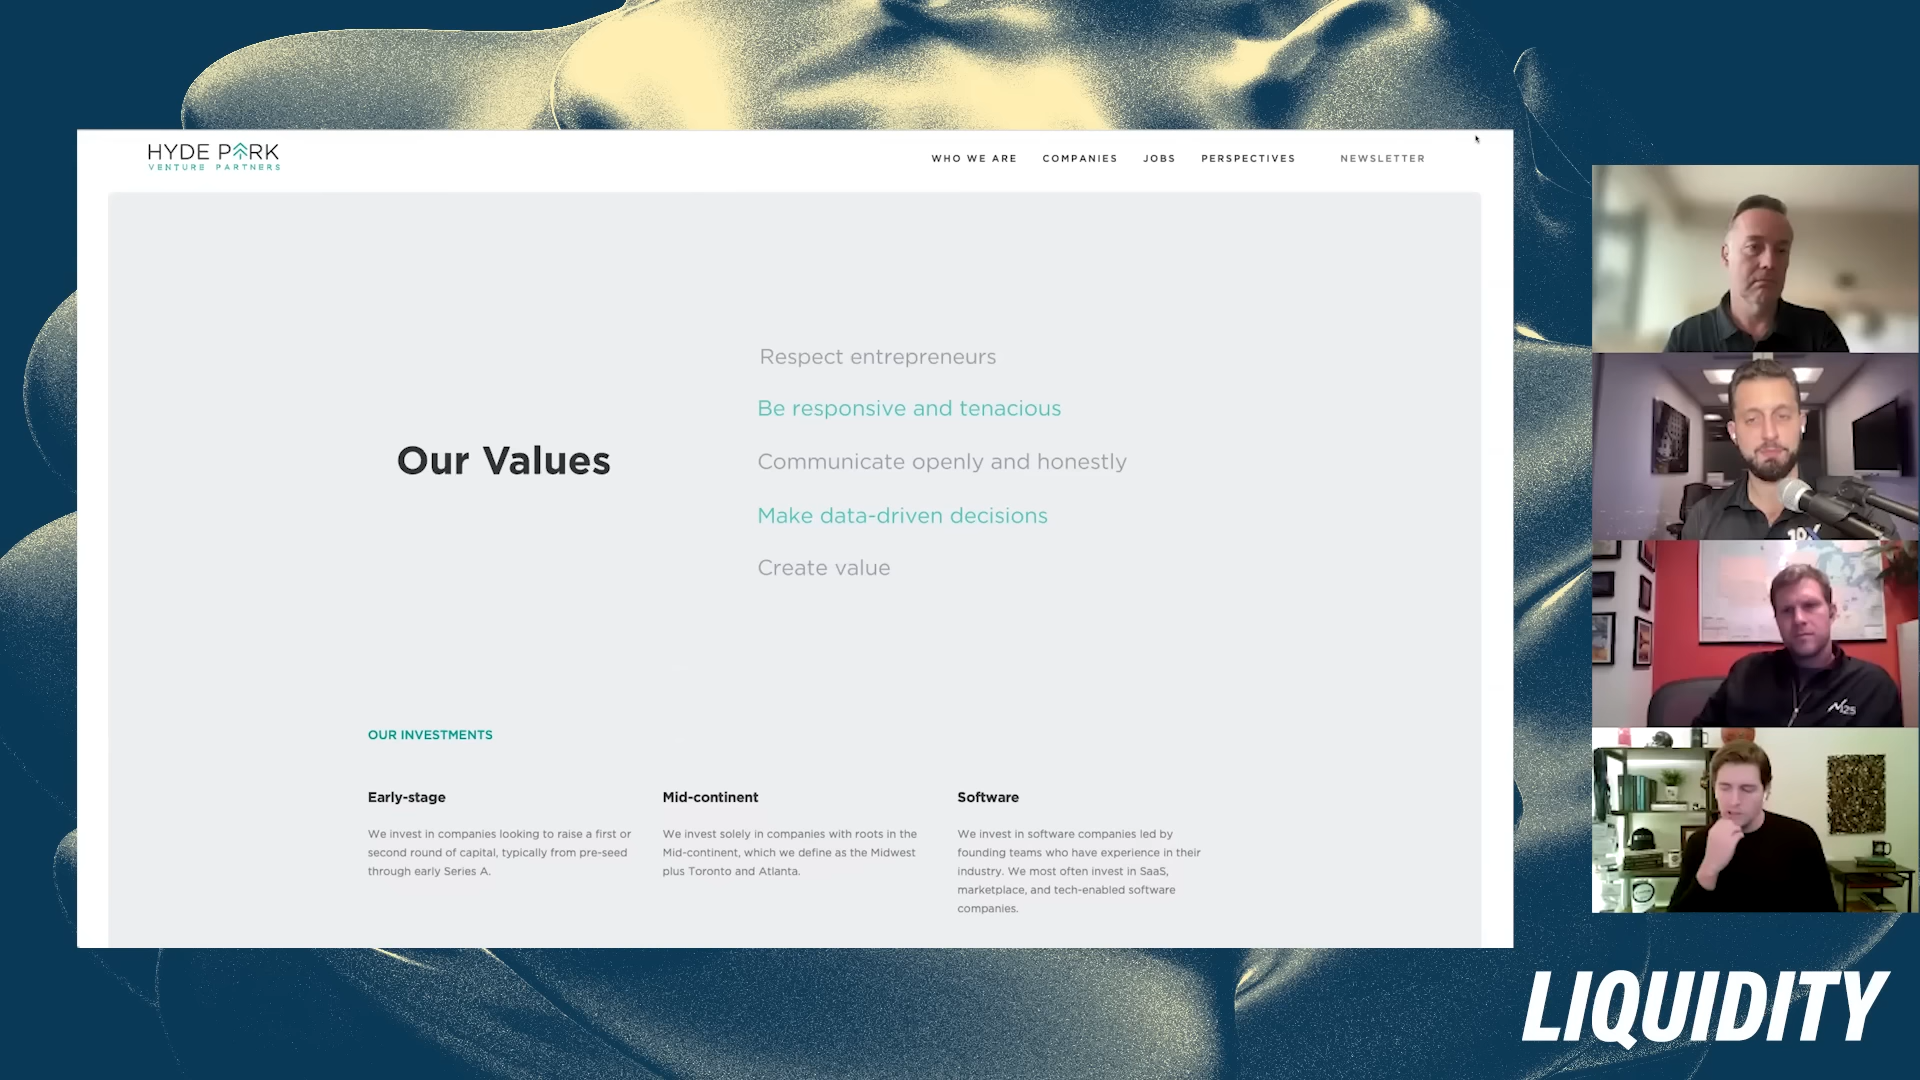 HYDE PARK
VENTURE PARTNERS
WHO WE ARE
COMPANIES
JOBS
PERSPECTIVES
NEWSLETTER
Our Values
Respect entrepreneurs
Be responsive and tenacious
Communicate openly and honestly
Make data-driven decisions
Create value
OUR INVESTMENTS
Early-stage
We invest in companies looking to raise a first or
second round of capital, typically from pre-seed
through early Series A.
Mid-continent
We invest solely in companies with roots in the
Mid-continent, which we define as the Midwest
plus Toronto and Atlanta.
Software
We invest in software companies led by
founding teams who have experience in their
industry. We most often invest in SaaS,
marketplace, and tech-enabled software
companies.
10X
M25
LIQUIDITY